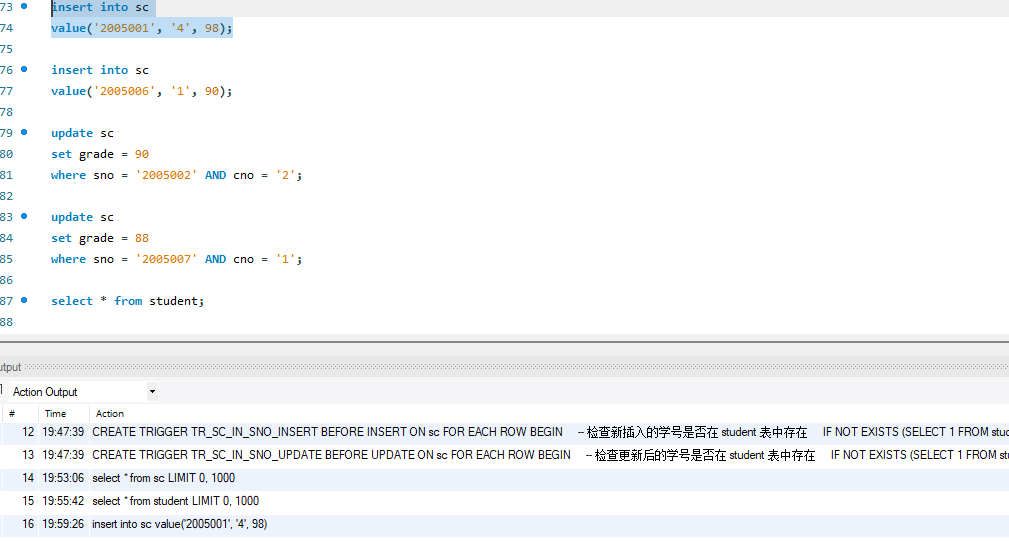 73 insert into sc
74 value('2005001', '4', 98);
75
76 insert into sc
77 value('2005006', '1', 90);
78
79 update sc
80 set grade = 90
81 where sno = '2005002' AND cno = '2';
82
83 update sc
84 set grade = 88
85 where sno = '2005007' AND cno = '1';
86
87 select * from student;
88
utput
Action Output
# Time Action
12 19:47:39 CREATE TRIGGER TR_SC_IN_SNO_INSERT BEFORE INSERT ON sc FOR EACH ROW BEGIN -- 检查新插入的学号是否在 student 表中存在 IF NOT EXISTS (SELECT 1 FROM stuc
13 19:47:39 CREATE TRIGGER TR_SC_IN_SNO_UPDATE BEFORE UPDATE ON sc FOR EACH ROW BEGIN -- 检查更新后的学号是否在 student 表中存在 IF NOT EXISTS (SELECT 1 FROM st
14 19:53:06 select * from sc LIMIT 0, 1000
15 19:55:42 select * from student LIMIT 0, 1000
16 19:59:26 insert into sc value('2005001', '4', 98)